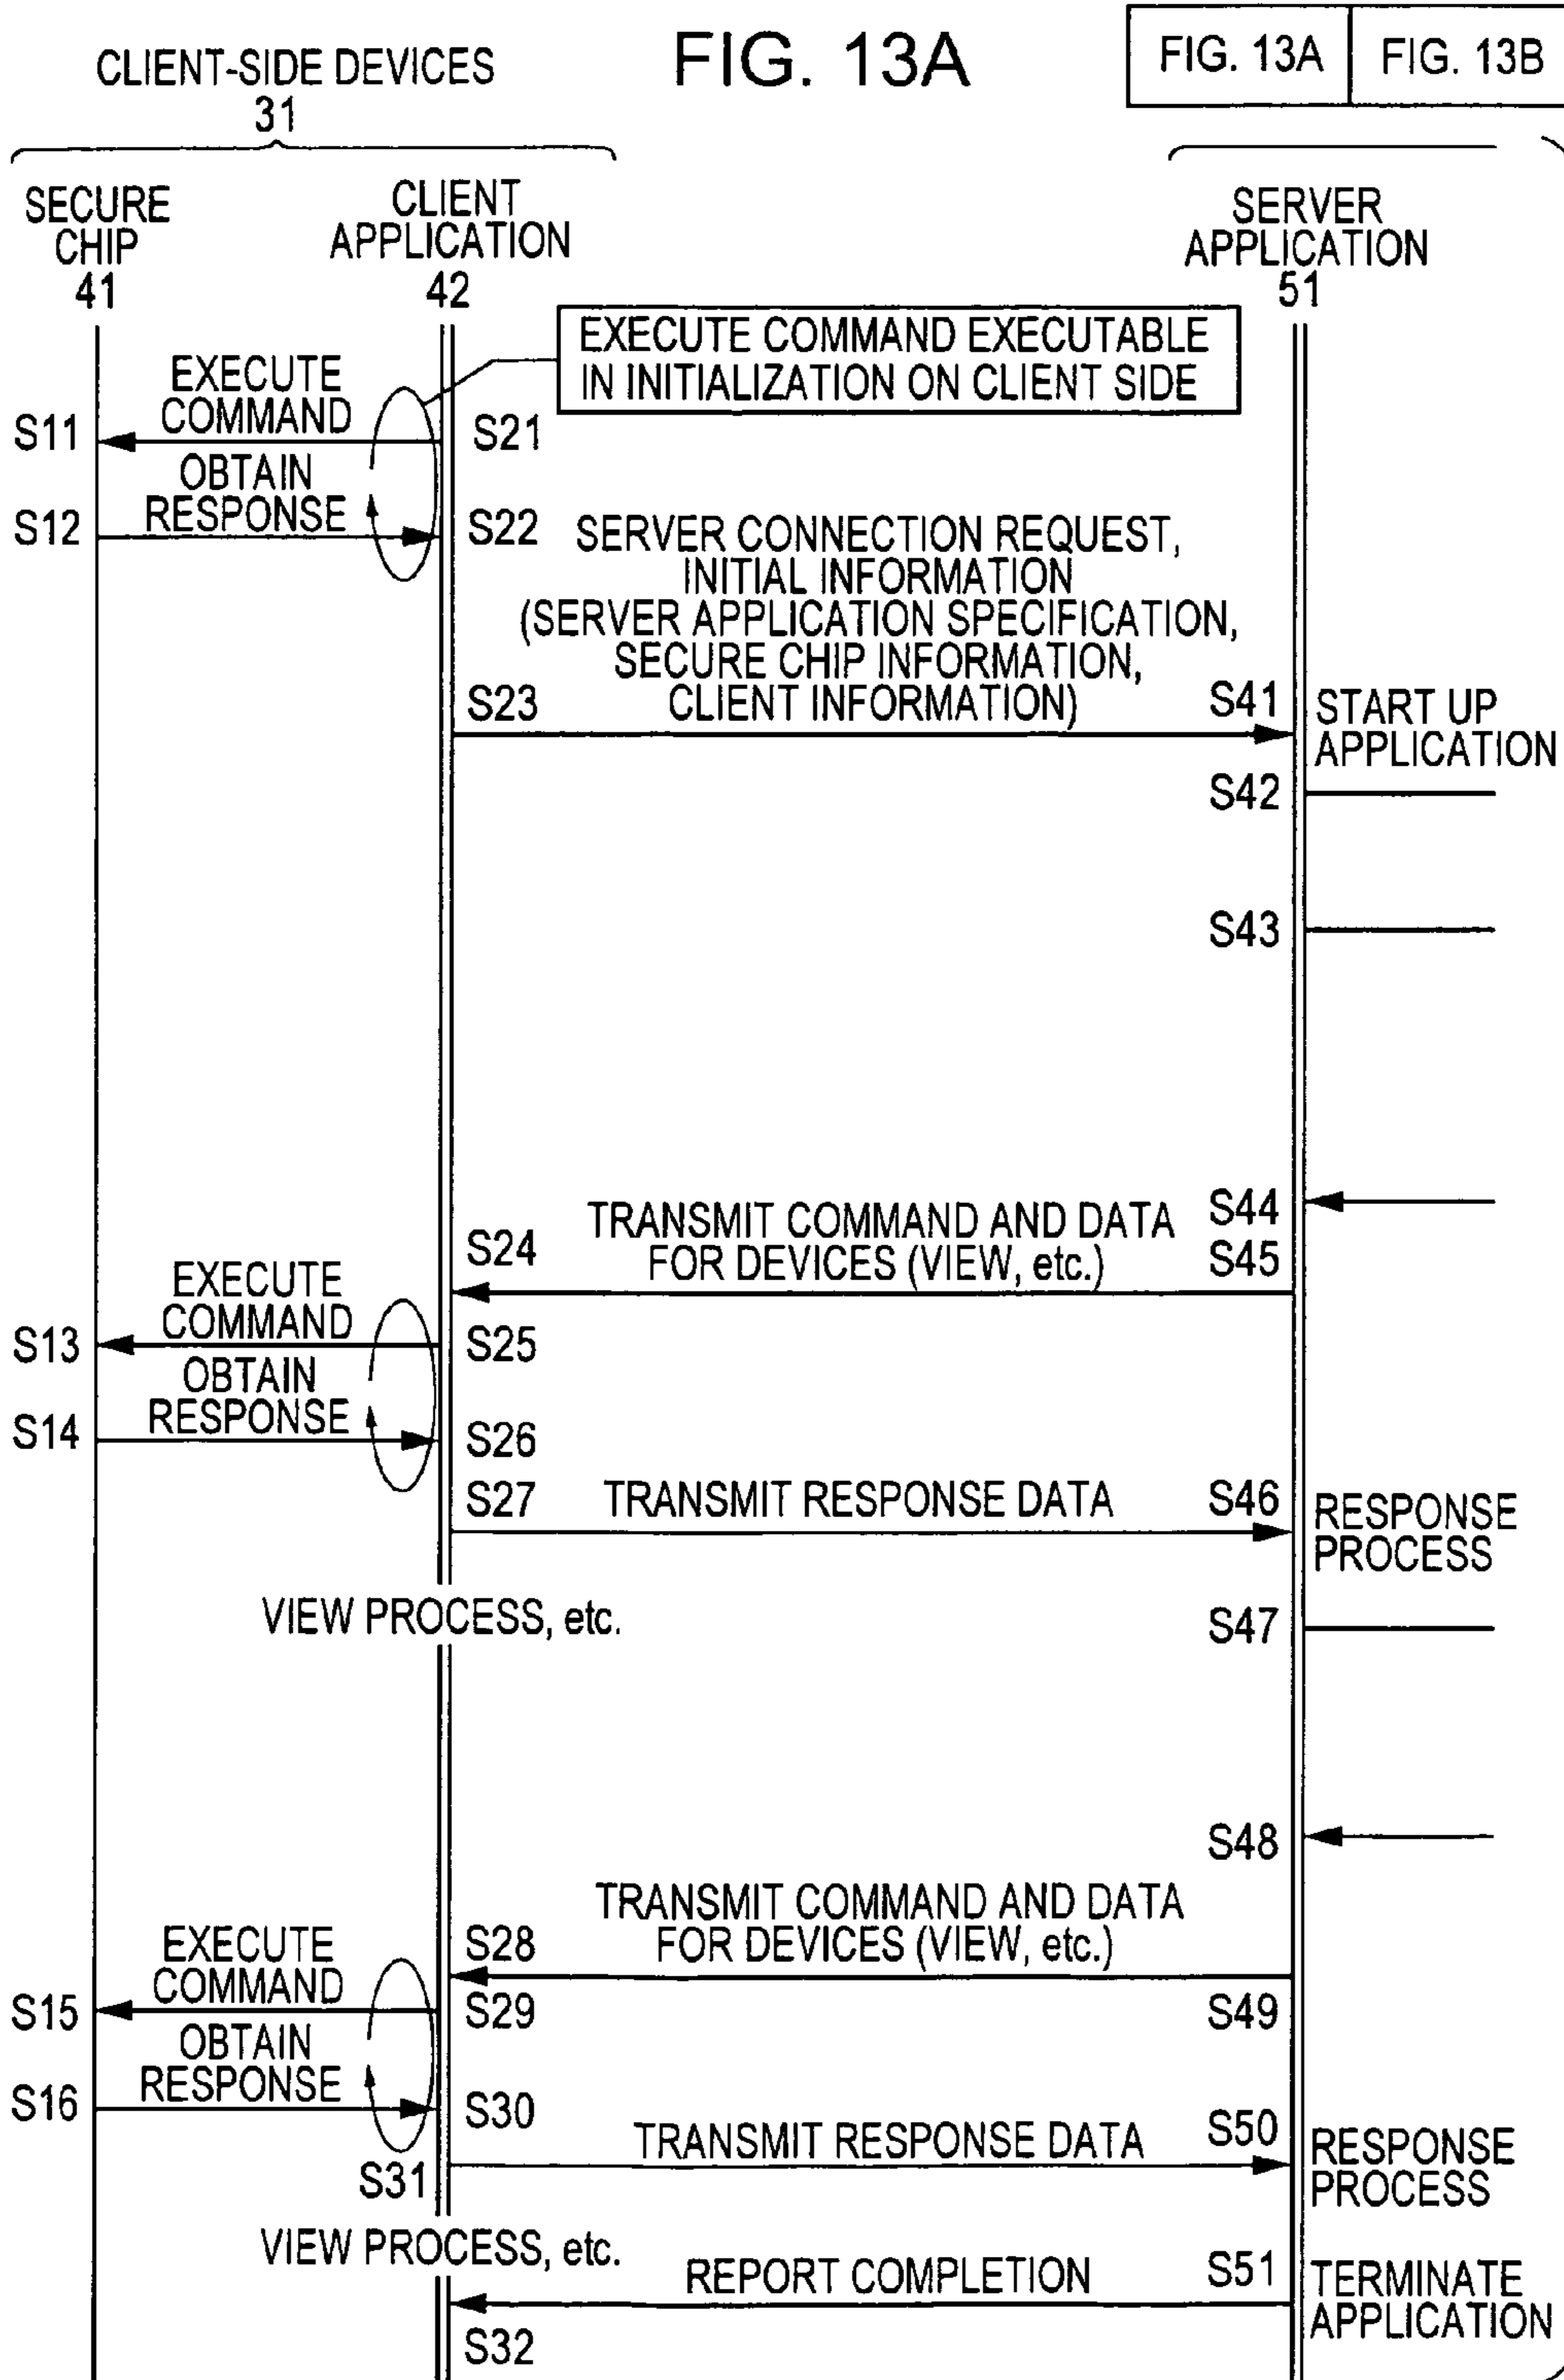 FIG. 13A
FIG. 13A
FIG. 13B
CLIENT-SIDE DEVICES
31
SECURE
CHIP
41
CLIENT
APPLICATION
42
SERVER
APPLICATION
51
EXECUTE COMMAND EXECUTABLE
IN INITIALIZATION ON CLIENT SIDE
EXECUTE
COMMAND
S11
S21
OBTAIN
RESPONSE
S12
S22
SERVER CONNECTION REQUEST,
INITIAL INFORMATION
(SERVER APPLICATION SPECIFICATION,
SECURE CHIP INFORMATION,
CLIENT INFORMATION)
S23
S41
START UP
APPLICATION
S42
S43
S44
TRANSMIT COMMAND AND DATA
FOR DEVICES (VIEW, etc.)
S24
S45
EXECUTE
COMMAND
S13
S25
OBTAIN
RESPONSE
S14
S26
S27
TRANSMIT RESPONSE DATA
S46
RESPONSE
PROCESS
VIEW PROCESS, etc.
S47
S48
TRANSMIT COMMAND AND DATA
FOR DEVICES (VIEW, etc.)
S28
EXECUTE
COMMAND
S15
S29
S49
OBTAIN
RESPONSE
S16
S30
TRANSMIT RESPONSE DATA
S50
RESPONSE
PROCESS
S31
VIEW PROCESS, etc.
REPORT COMPLETION
S51
TERMINATE
APPLICATION
S32